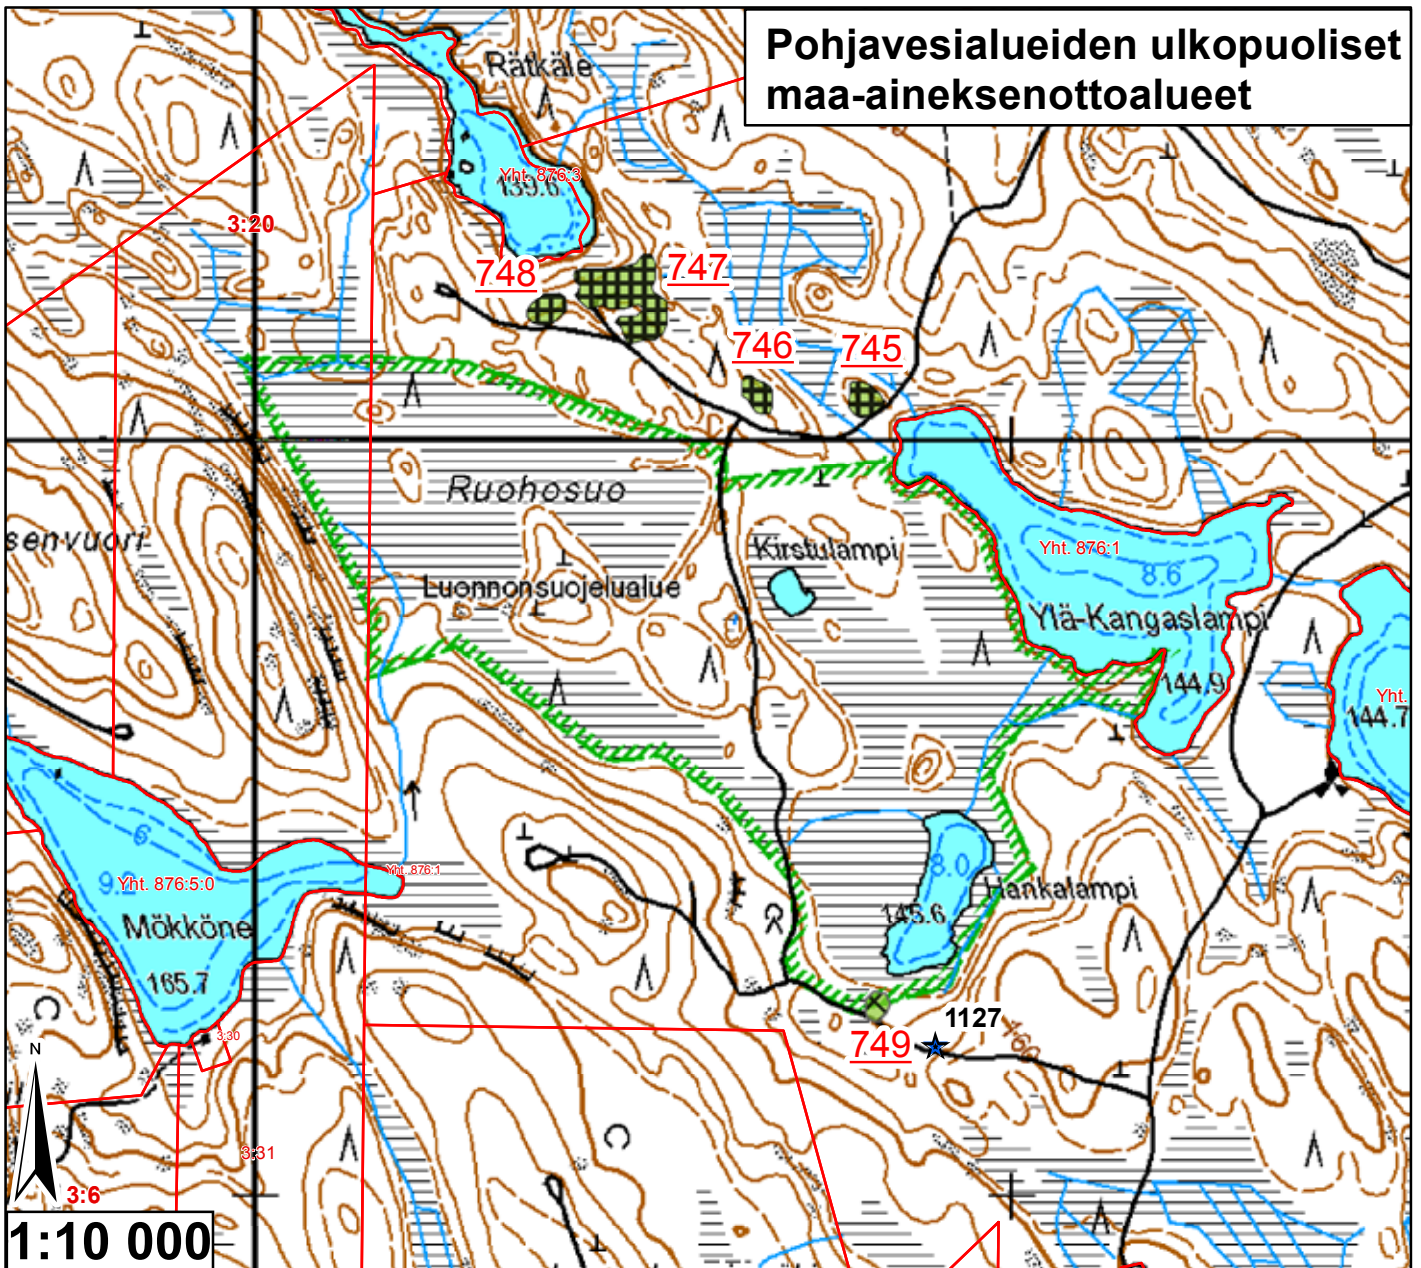 Pohjavesialueiden ulkopuoliset
maa-aineksenottoalueet
Rätkäle
Yht. 876:3
139.6
3:20
748
747
746
745
Ruohosuo
senvuori
Kirstulampi
Yht. 876:1
8.6
Luonnonsuojelualue
Ylä-Kangaslampi
144.9
Yht.
144.7
6
9.2
Yht. 876:5:0
Yht. 876:1
8.0
Hankalampi
145.6
Mökköne
165.7
1127
749
160
3:30
N
3:31
3:6
1:10 000